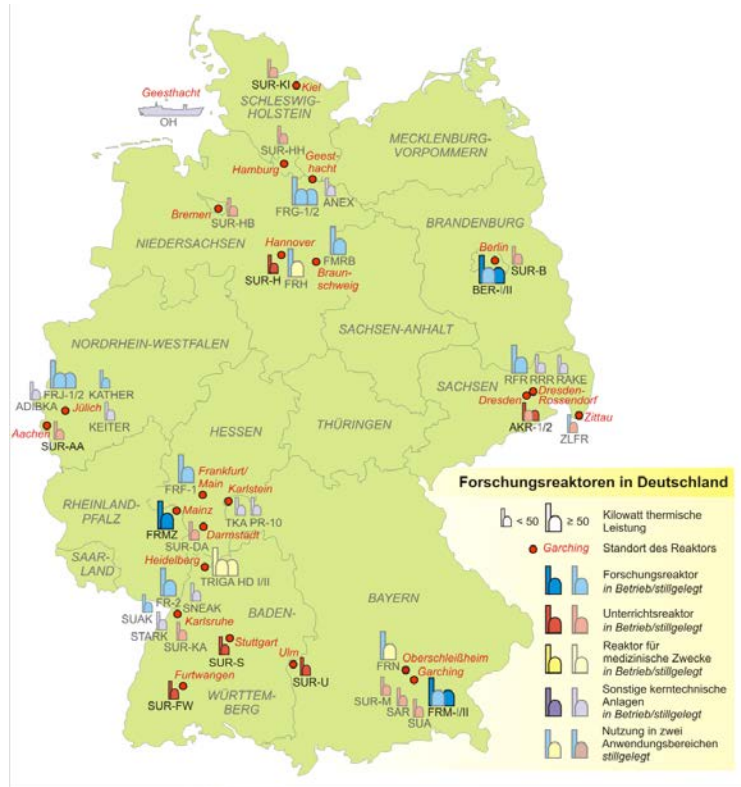 SUR-KI
Kiel
SCHLESWIG-
HOLSTEIN
Geesthacht
OH
MECKLENBURG-
VORPOMMERN
SUR-HH
Hamburg
Geest-
hacht
FRG-1/2
ANEX
Bremen
SUR-HB
NIEDERSACHSEN
Hannover
FMRB
SUR-H
FRH
Braun-
schweig
BRANDENBURG
Berlin
SUR-B
BER-I/II
SACHSEN-ANHALT
NORDRHEIN-WESTFALEN
FRJ-1/2
KATHER
ADIBKA
Jülich
KEITER
Aachen
SUR-AA
RFR
RRR
RAKE
SACHSEN
Dresden-
Rossendorf
Dresden
AKR-1/2
Zittau
ZLFR
THÜRINGEN
HESSEN
FRF-1
Frankfurt/
Main
Karlstein
TKA
PR-10
RHEINLAND-
PFALZ
Mainz
FRMZ
Darmstadt
SUR-DA
SAAR-
LAND
Heidelberg
TRIGA HD I/II
FR-2
SNEAK
SUAK
STARK
Karlsruhe
SUR-KA
BADEN-
WÜRTTEM-
BERG
Stuttgart
SUR-S
Ulm
SUR-U
Furtwangen
SUR-FW
BAYERN
FRN
Oberschleißheim
Garching
SUR-M
SAR
SUA
FRM-I/II
Forschungsreaktoren in Deutschland
< 50
≥ 50
Kilowatt thermische
Leistung
Garching
Standort des Reaktors
Forschungsreaktor
in Betrieb/stillgelegt
Unterrichtsreaktor
in Betrieb/stillgelegt
Reaktor für
medizinische Zwecke
in Betrieb/stillgelegt
Sonstige kerntechnische
Anlagen
in Betrieb/stillgelegt
Nutzung in zwei
Anwendungsbereichen
stillgelegt